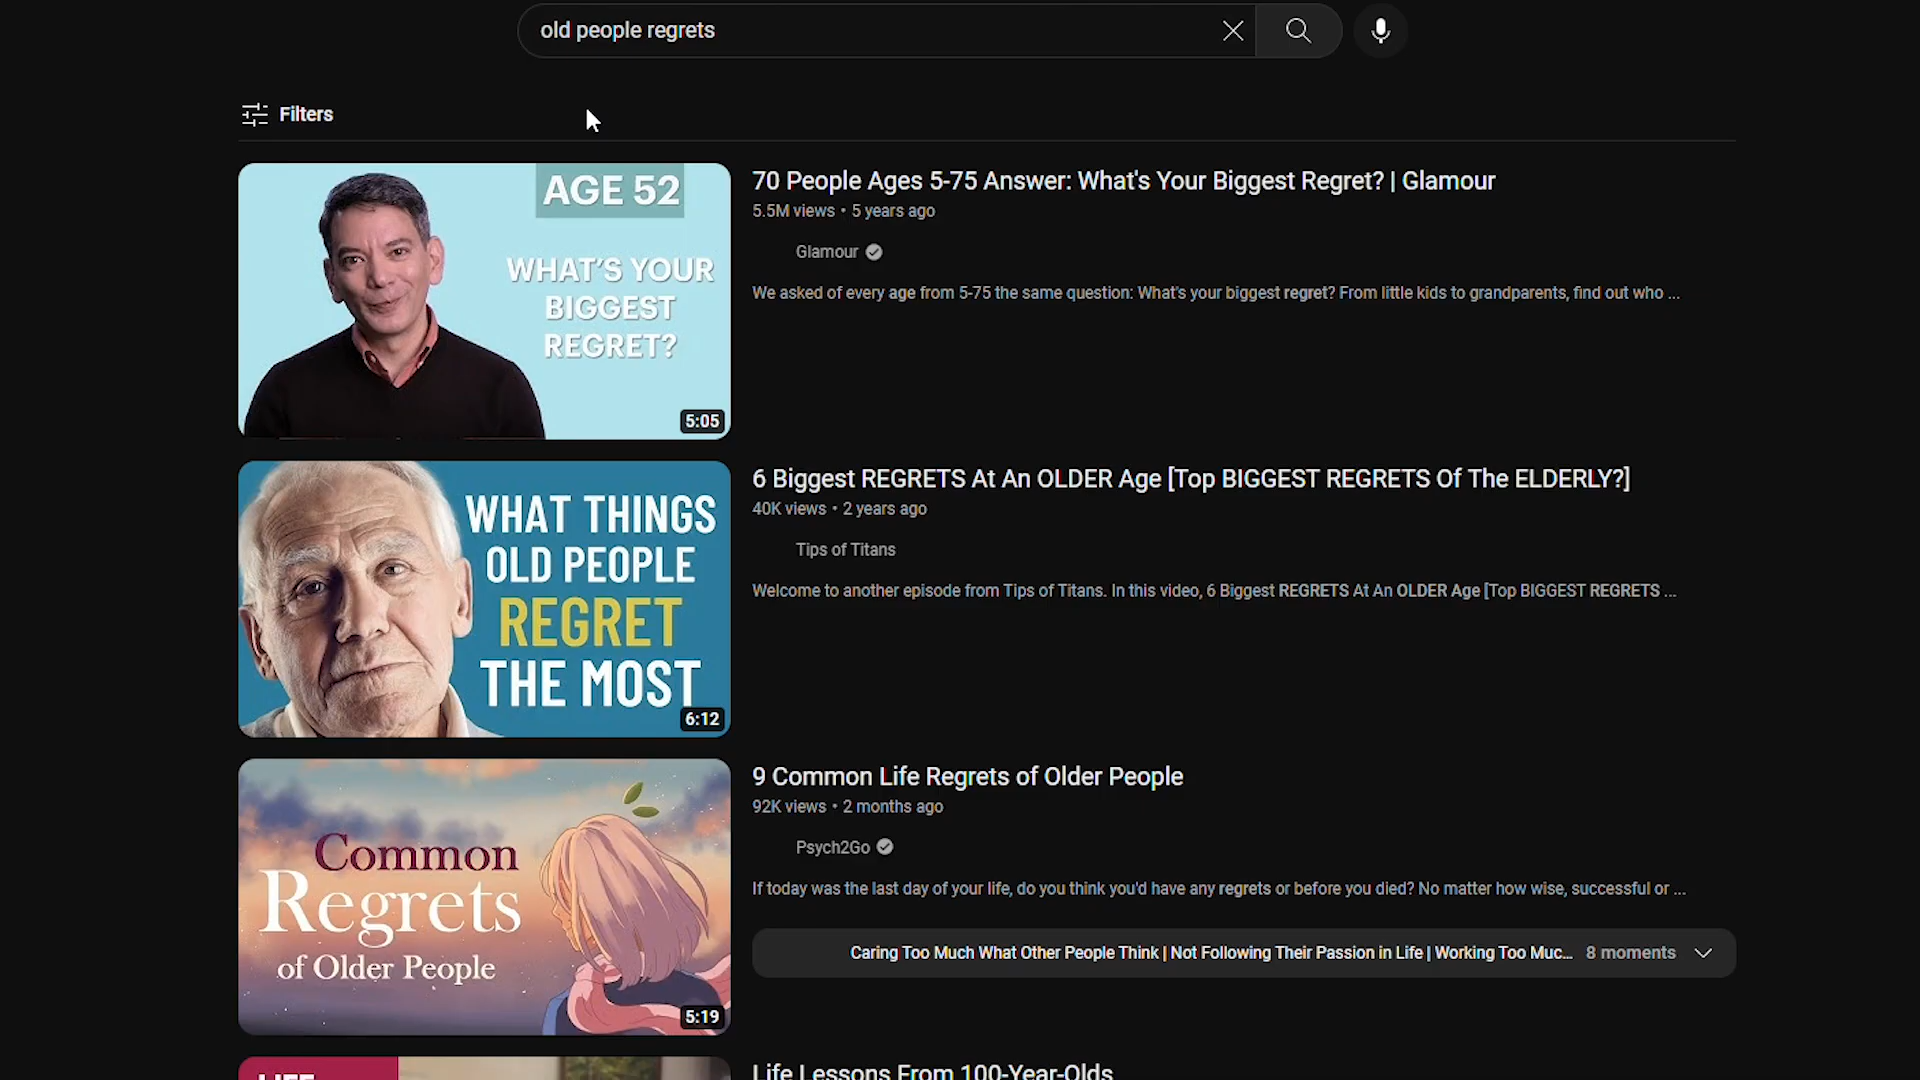 old people regrets
Filters
AGE 52
WHAT'S YOUR
BIGGEST
REGRET?
5:05
70 People Ages 5-75 Answer: What's Your Biggest Regret? | Glamour
5.5M views • 5 years ago
Glamour
We asked of every age from 5-75 the same question: What's your biggest regret? From little kids to grandparents, find out who ...
WHAT THINGS
OLD PEOPLE
REGRET
THE MOST
6:12
6 Biggest REGRETS At An OLDER Age [Top BIGGEST REGRETS Of The ELDERLY?]
40K views • 2 years ago
Tips of Titans
Welcome to another episode from Tips of Titans. In this video, 6 Biggest REGRETS At An OLDER Age [Top BIGGEST REGRETS ...
Common
Regrets
of Older People
5:19
9 Common Life Regrets of Older People
92K views • 2 months ago
Psych2Go
If today was the last day of your life, do you think you'd have any regrets or before you died? No matter how wise, successful or ...
Caring Too Much What Other People Think | Not Following Their Passion in Life | Working Too Muc... 8 moments
LIFE
Life Lessons From 100-Year-Olds